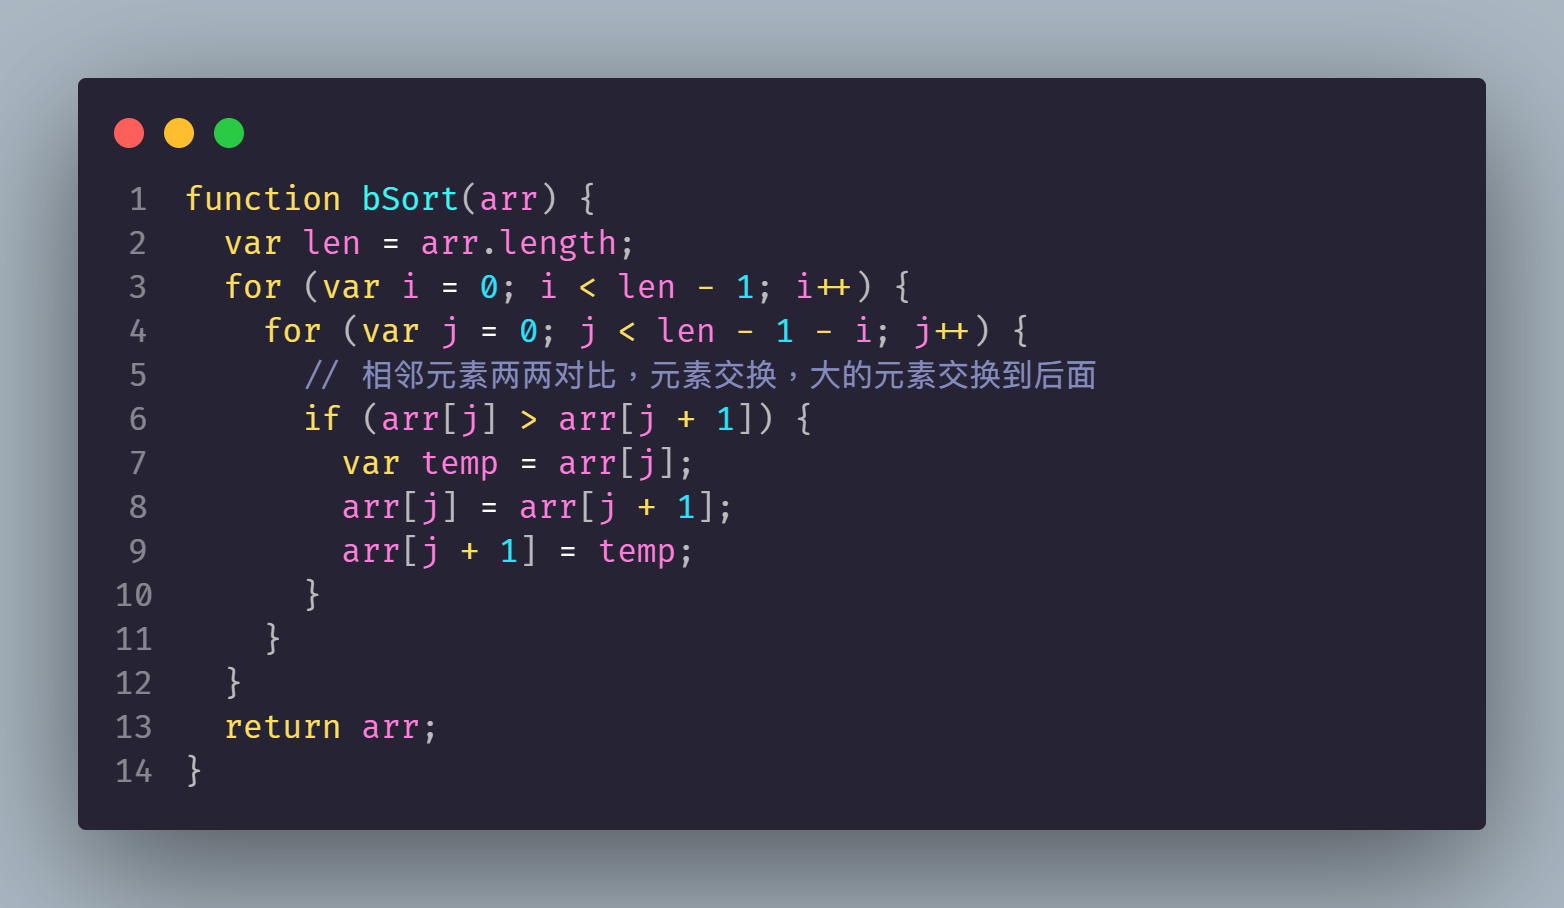 1 function bSort(arr) {
2   var len = arr.length;
3   for (var i = 0; i < len - 1; i++) {
4     for (var j = 0; j < len - 1 - i; j++) {
5       // 相邻元素两两对比，元素交换，大的元素交换到后面
6       if (arr[j] > arr[j + 1]) {
7         var temp = arr[j];
8         arr[j] = arr[j + 1];
9         arr[j + 1] = temp;
10       }
11     }
12   }
13   return arr;
14 }